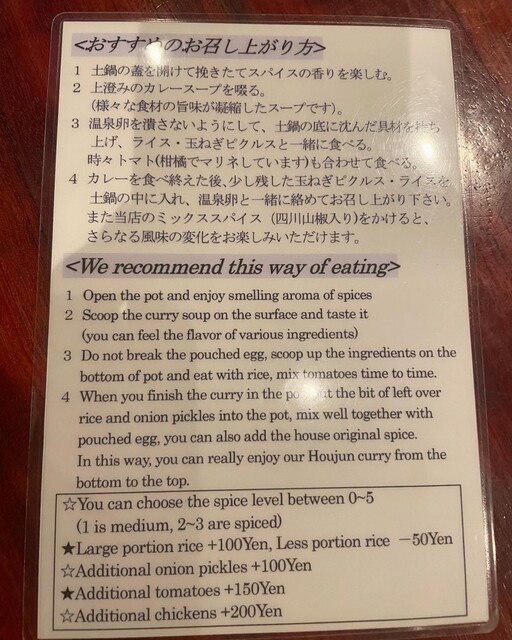 <おすすめのお召し上がり方>
1 土鍋の蓋を開けて挽きたてスパイスの香りを楽しむ。
2 上澄みのカレースープを啜る。
(様々な食材の旨味が凝縮したスープです)。
3 温泉卵を潰さないようにして、土鍋の底に沈んだ具材を持ち
上げ、ライス・玉ねぎピクルスと一緒に食べる。
時々トマト(柑橘でマリネしています)も合わせて食べる。
4 カレーを食べ終えた後、少し残した玉ねぎピクルス・ライスを
土鍋の中に入れ、温泉卵と一緒に絡めてお召し上がり下さい。
また当店のミックススパイス (四川山椒入り)をかけると、
さらなる風味の変化をお楽しみいただけます。
<We recommend this way of eating>
1 Open the pot and enjoy smelling aroma of spices
2 Scoop the curry soup on the surface and taste it
(you can feel the flavor of various ingredients)
3 Do not break the pouched egg, scoop up the ingredients on the
bottom of pot and eat with rice, mix tomatoes time to time.
4 When you finish the curry in the the bit of left over
rice and onion pickles into the pot, mix well together with
pouched egg, you can also add the house original spice.
In this way, you can really enjoy our Houjun curry from the
bottom to the top.
☆You can choose the spice level between 0~5
(1 is medium, 2~3 are spiced)
★Large portion rice +100Yen, Less portion rice －50Yen
☆Additional onion pickles +100Yen
★Additional tomatoes +150Yen
☆Additional chickens +200Yen